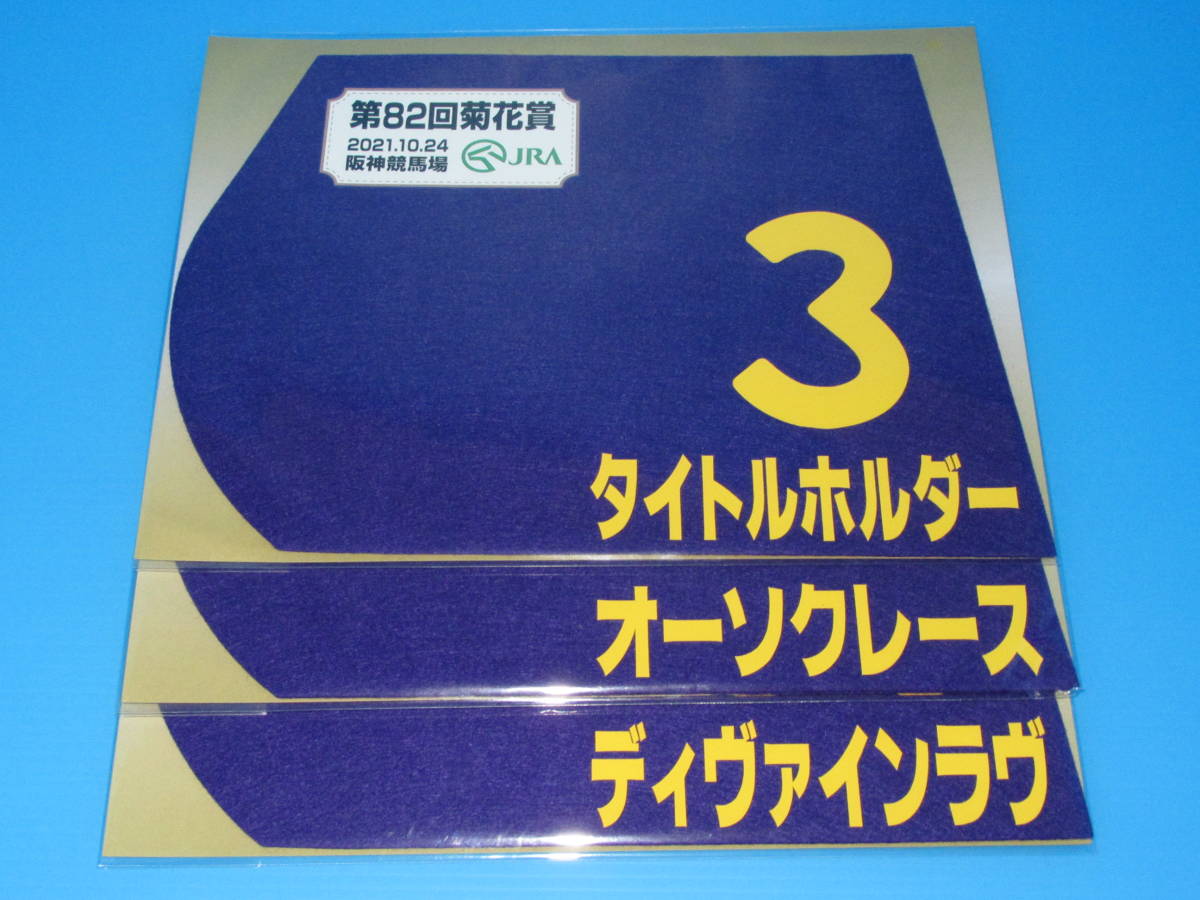 第82回菊花賞
2021.10.24
阪神競馬場
JRA
3
タイトルホルダー
オーソクレース
ディヴァインラヴ